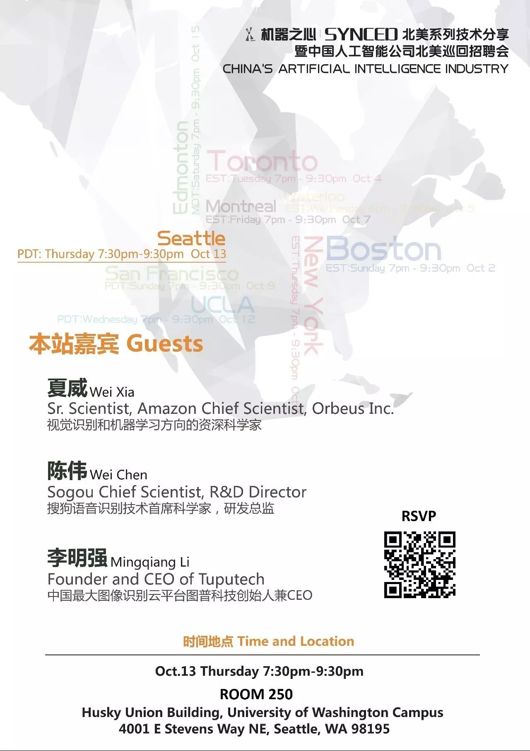 机器之心 SYNCED 北美系列技术分享
暨中国人工智能公司北美巡回招聘会
CHINA'S ARTIFICIAL INTELLIGENCE INDUSTRY
Edmonton
MDT:Saturday 7pm - 9:30pm Oct 15
Toronto
EST:Tuesday 7pm - 9:30pm Oct 4
Waterloo
Montreal
EST:Friday 7pm - 9:30pm Oct 7
Seattle
PDT: Thursday 7:30pm-9:30pm Oct 13
Boston
EST:Sunday 7pm - 9:30pm Oct 2
New York
EST:Thursday 7pm - 9:30pm Oct
San Francisco
PDT:Sunday 7pm - 9:30pm Oct 9
UCLA
PDT:Wednesday 7pm - 9:30pm Oct 12
本站嘉宾 Guests
夏威 Wei Xia
Sr. Scientist, Amazon Chief Scientist, Orbeus Inc.
视觉识别和机器学习方向的资深科学家
陈伟 Wei Chen
Sogou Chief Scientist, R&D Director
搜狗语音识别技术首席科学家，研发总监
李明强 Mingqiang Li
Founder and CEO of Tuputech
中国最大图像识别云平台图普科技创始人兼CEO
RSVP
时间地点 Time and Location
Oct.13 Thursday 7:30pm-9:30pm
ROOM 250
Husky Union Building, University of Washington Campus
4001 E Stevens Way NE, Seattle, WA 98195